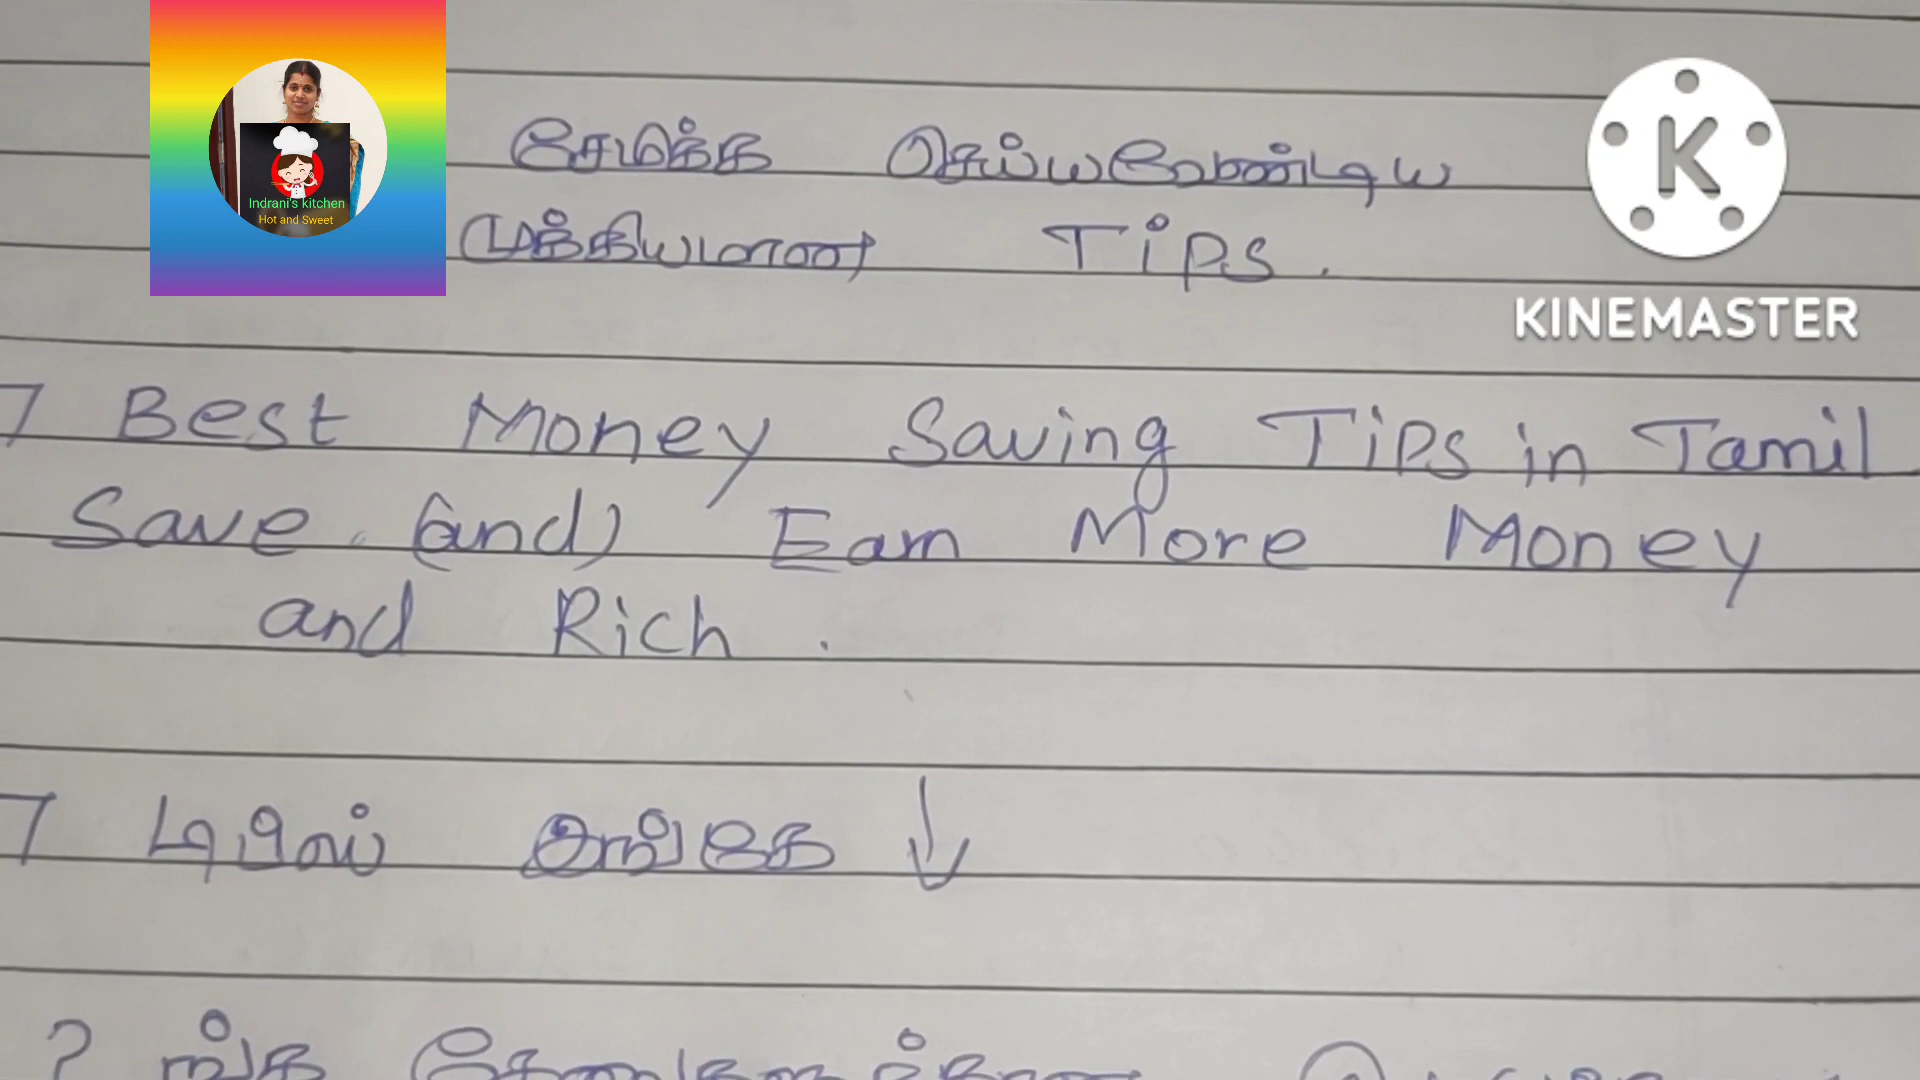 Indrani's kitchen
Hot and Sweet
K
KINEMASTER
சேமிக்க செய்யவேண்டிய
முக்கியமான Tips.
7 Best Money Saving Tips in Tamil
Save (and) Earn More Money
and Rich.
7 டிப்ஸ் இங்கே ↓